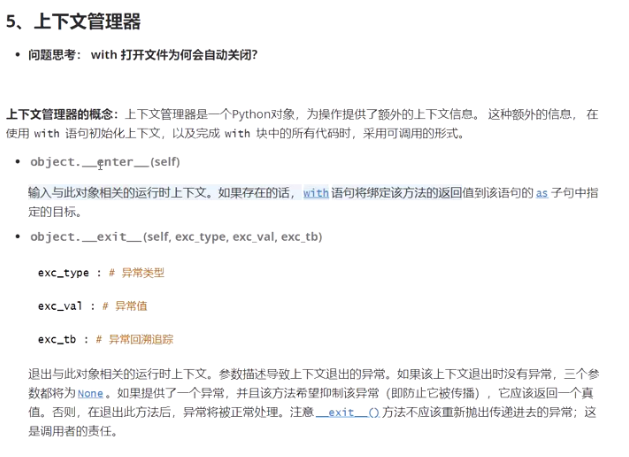 5、上下文管理器
• 问题思考： with 打开文件为何会自动关闭？
上下文管理器的概念：上下文管理器是一个Python对象，为操作提供了额外的上下文信息。 这种额外的信息， 在
使用 with 语句初始化上下文，以及完成 with 块中的所有代码时，采用可调用的形式。
• object.__enter__(self)
输入与此对象相关的运行时上下文。如果存在的话， with 语句将绑定该方法的返回值到该语句的 as 子句中指
定的目标。
• object.__exit__(self, exc_type, exc_val, exc_tb)
exc_type : # 异常类型
exc_val : # 异常值
exc_tb : # 异常回溯追踪
退出与此对象相关的运行时上下文。参数描述导致上下文退出的异常。如果该上下文退出时没有异常，三个参
数都将为 None 。如果提供了一个异常，并且该方法希望抑制该异常（即防止它被传播），它应该返回一个真
值。否则，在退出此方法后，异常将被正常处理。注意 __exit__() 方法不应该重新抛出传递进去的异常；这
是调用者的责任。